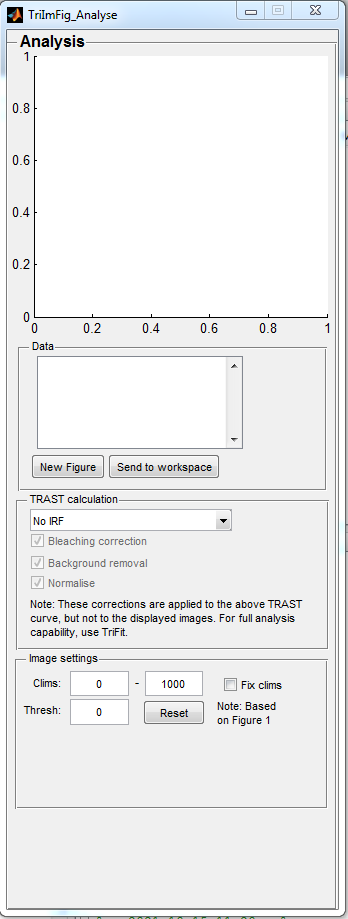 TriImFig_Analyse
Analysis
1
0.8
0.6
0.4
0.2
0
0 0.2 0.4 0.6 0.8 1
Data
New Figure Send to workspace
TRAST calculation
No IRF
Bleaching correction
Background removal
Normalise
Note: These corrections are applied to the above TRAST
curve, but not to the displayed images. For full analysis
capability, use TriFit.
Image settings
Clims: 0 - 1000 Fix clims
Thresh: 0 Reset Note: Based
on Figure 1